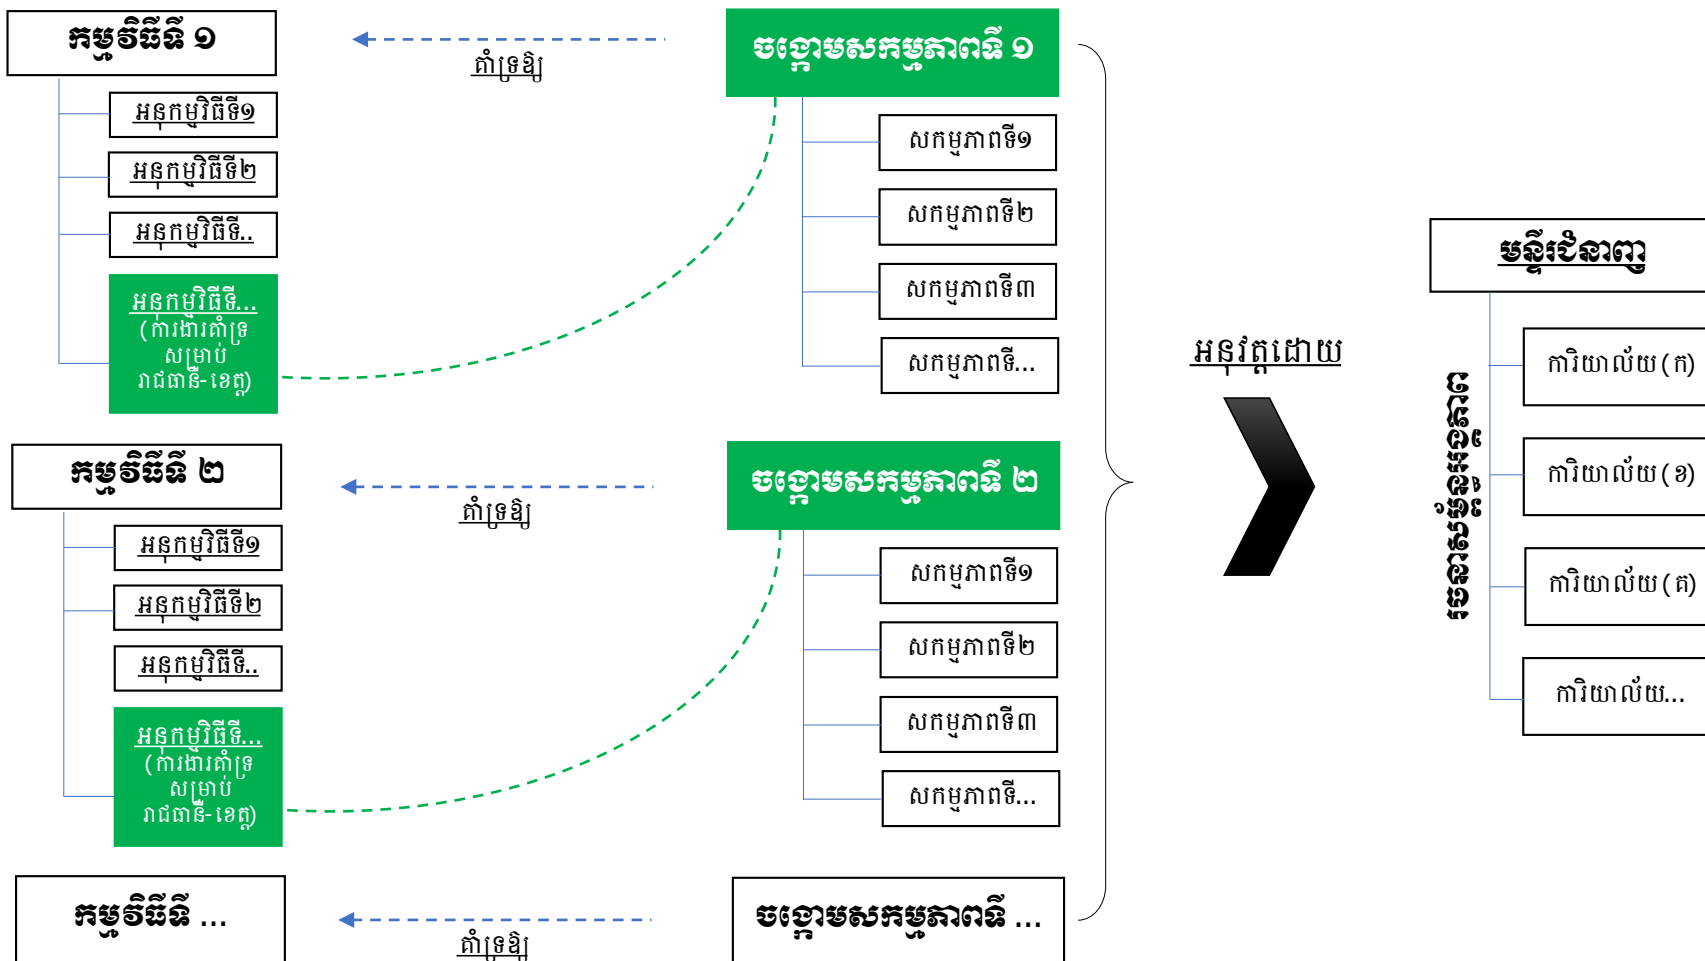 កម្មវិធីទី ១
អនុកម្មវិធីទី១
អនុកម្មវិធីទី២
អនុកម្មវិធីទី..
អនុកម្មវិធីទី...
(ការងារគាំទ្រ
សម្រាប់
រាជធានី-ខេត្ត)
គាំទ្រឱ្យ
ចង្កោមសកម្មភាពទី ១
សកម្មភាពទី១
សកម្មភាពទី២
សកម្មភាពទី៣
សកម្មភាពទី...
កម្មវិធីទី ២
អនុកម្មវិធីទី១
អនុកម្មវិធីទី២
អនុកម្មវិធីទី..
អនុកម្មវិធីទី...
(ការងារគាំទ្រ
សម្រាប់
រាជធានី-ខេត្ត)
គាំទ្រឱ្យ
ចង្កោមសកម្មភាពទី ២
សកម្មភាពទី១
សកម្មភាពទី២
សកម្មភាពទី៣
សកម្មភាពទី...
កម្មវិធីទី ...
គាំទ្រឱ្យ
ចង្កោមសកម្មភាពទី ...
អនុវត្តដោយ
មន្ទីរជំនាញ
ការិយាល័យ(ក)
ការិយាល័យ(ខ)
ការិយាល័យ(គ)
ការិយាល័យ...